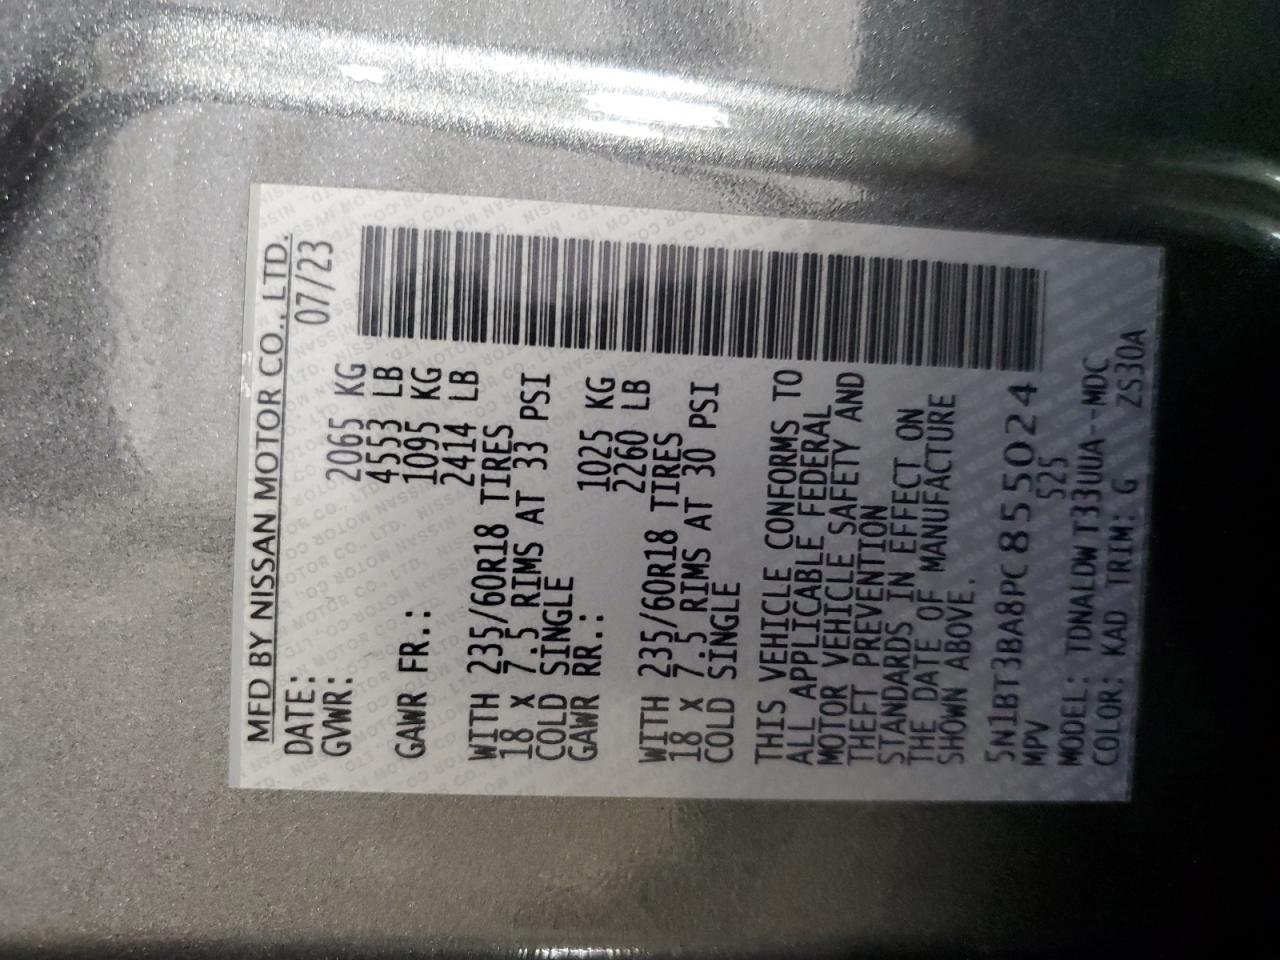 MFD BY NISSAN MOTOR CO., LTD.
DATE: 07/23
GVWR: 2065 KG
4553 LB
GAWR FR.: 1095 KG
2414 LB
WITH 235/60R18 TIRES
18 X 7.5 RIMS AT 33 PSI
COLD SINGLE
GAWR RR.: 1025 KG
2260 LB
WITH 235/60R18 TIRES
18 X 7.5 RIMS AT 30 PSI
COLD SINGLE
THIS VEHICLE CONFORMS TO
ALL APPLICABLE FEDERAL
MOTOR VEHICLE SAFETY AND
THEFT PREVENTION
STANDARDS IN EFFECT ON
THE DATE OF MANUFACTURE
SHOWN ABOVE.
5N1BT3BA8PC855024
MPV 525
MODEL: TDNALDWT33UUA--MDC
COLOR: KAD TRIM: G ZS30A